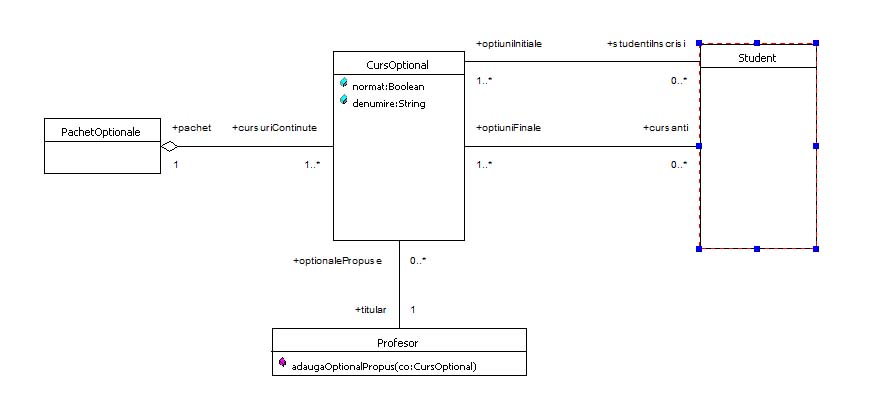 +optiuniInitiale +studentiInscrisi
CursOptional
Student
1..* 0..*
normat:Boolean
denumire:String
PachetOptionale
+pachet +cursuriContinute
+optiuniFinale +cursanti
1 1..*
1..* 0..*
+optionalePropuse 0..*
+titular 1
Profesor
adaugaOptionalPropus(co:CursOptional)